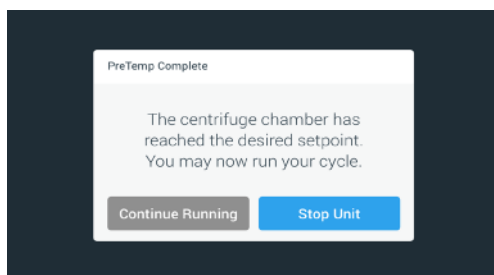 PreTemp Complete
The centrifuge chamber has
reached the desired setpoint.
You may now run your cycle.
Continue Running
Stop Unit